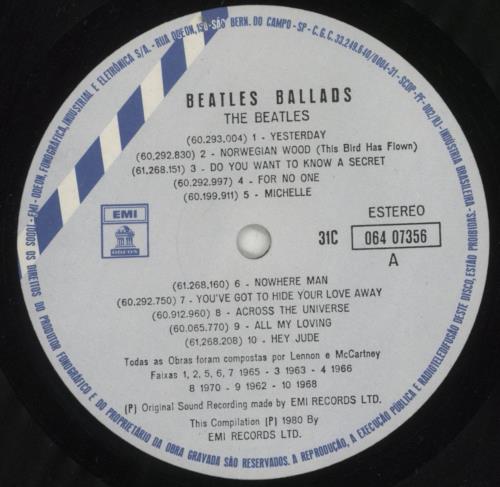 TODOS OS DIREITOS DO PRODUTOR FONOGRÁFICO E DO PROPRIETÁRIO DA OBRA GRAVADA SÃO RESERVADOS. A REPRODUÇÃO, A EXECUÇÃO PÚBLICA E RADIOTELEDIFUSÃO DESTE DISCO, ESTÃO PROIBIDAS.
EMI-ODEON, FONOGRÁFICA, INDUSTRIAL E ELETRÔNICA S/A. - RUA ODEON, 150-SÃO BERN. DO CAMPO - SP - C.G.C. 33.249.640/0004-31 - SCDP-PF-002/RJ- INDÚSTRIA BRASILEIRA.
BEATLES BALLADS
THE BEATLES
(60.293.004) 1 - YESTERDAY
(60.292.830) 2 - NORWEGIAN WOOD (This Bird Has Flown)
(61.268.151) 3 - DO YOU WANT TO KNOW A SECRET
(60.292.997) 4 - FOR NO ONE
(60.199.911) 5 - MICHELLE
EMI
ODEON
ESTEREO
31C 064 07356
A
(61.268,160) 6 - NOWHERE MAN
(60.292.750) 7 - YOU'VE GOT TO HIDE YOUR LOVE AWAY
(60.912.960) 8 - ACROSS THE UNIVERSE
(60.065.770) 9 - ALL MY LOVING
(61.268.208) 10 - HEY JUDE
Todas as Obras foram compostas por Lennon e McCartney
Faixas 1, 2, 5, 6, 7 1965 - 3 1963 - 4 1966
8 1970 - 9 1962 - 10 1968
(P) Original Sound Recording made by EMI RECORDS LTD.
This Compilation (P) 1980 By
EMI RECORDS LTD.